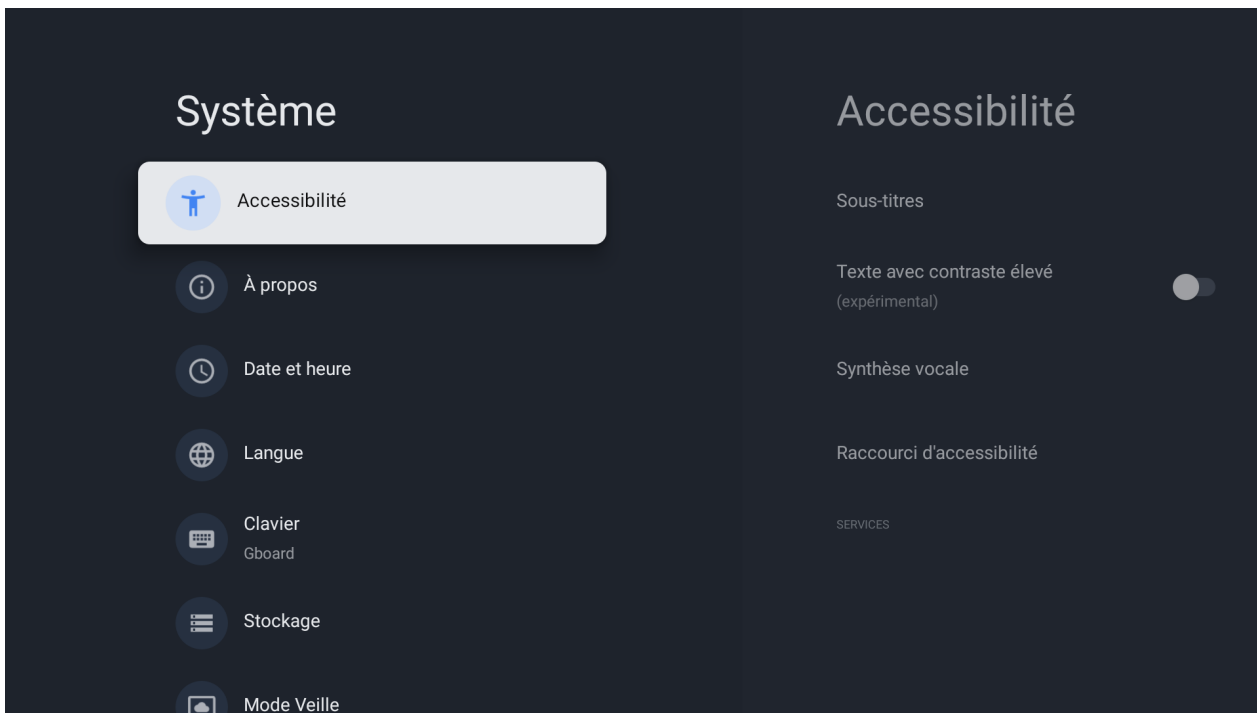 Système
Accessibilité
À propos
Date et heure
Langue
Clavier
Gboard
Stockage
Mode Veille
Accessibilité
Sous-titres
Texte avec contraste élevé
(expérimental)
Synthèse vocale
Raccourci d'accessibilité
SERVICES